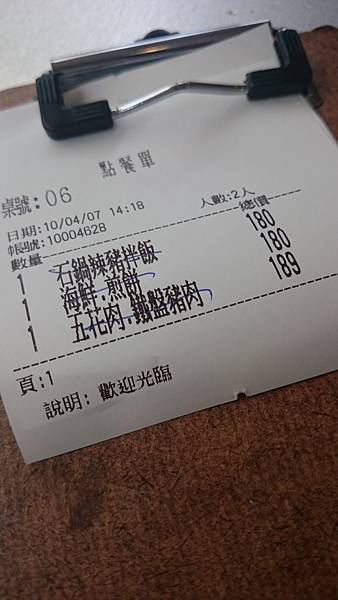 點餐單
桌號:06
日期:10/04/07 14:18
帳號:10004628 人數:2人
數量 總價
1 石鍋辣豬拌飯 180
1 海鮮.煎餅 180
1 五花肉.鐵盤豬肉 189
頁:1
說明: 歡迎光臨